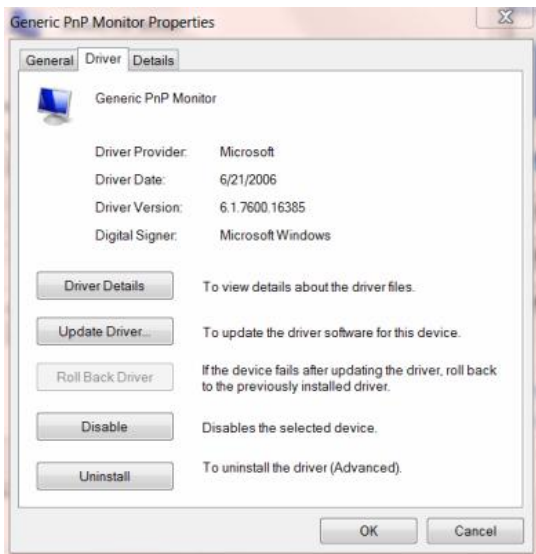 Generic PnP Monitor Properties
General Driver Details
Generic PnP Monitor
Driver Provider: Microsoft
Driver Date: 6/21/2006
Driver Version: 6.1.7600.16385
Digital Signer: Microsoft Windows
Driver Details To view details about the driver files.
Update Driver... To update the driver software for this device.
Roll Back Driver If the device fails after updating the driver, roll back
to the previously installed driver.
Disable Disables the selected device.
Uninstall To uninstall the driver (Advanced).
OK Cancel